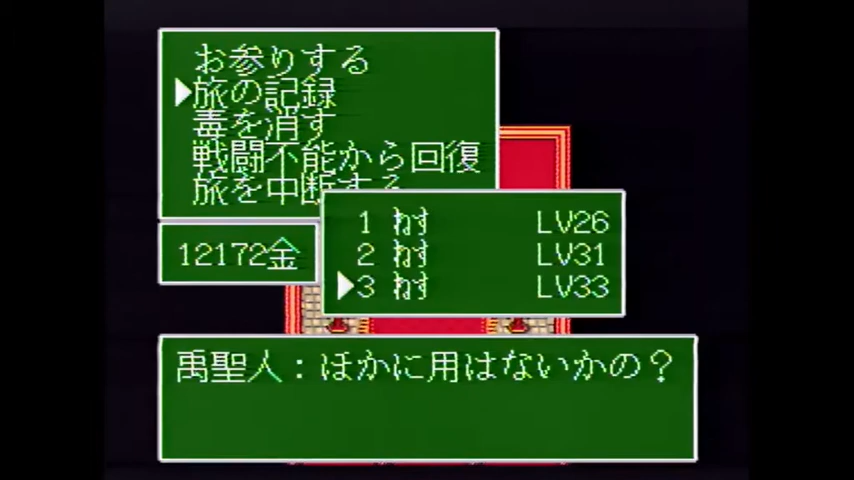 お参りする
▶旅の記録
毒を消す
戦闘不能から回復
旅を中断する
12172金
1 ねす LV26
2 ねす LV31
▶3 ねす LV33
禹聖人：ほかに用はないかの？